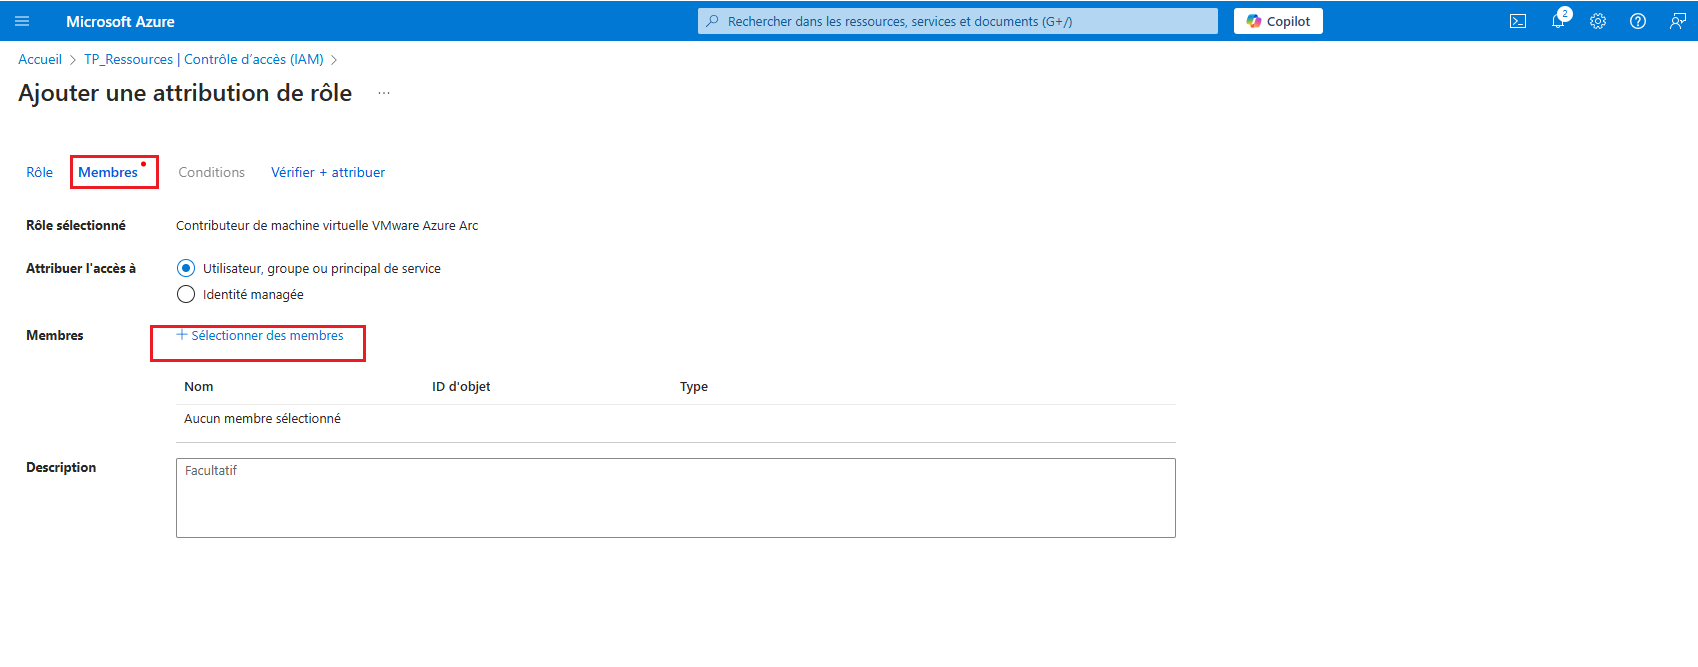 Microsoft Azure
Rechercher dans les ressources, services et documents (G+/)
Copilot
2
Accueil > TP_Ressources | Contrôle d'accès (IAM) >
Ajouter une attribution de rôle ...
Rôle Membres Conditions Vérifier + attribuer
Rôle sélectionné Contributeur de machine virtuelle VMware Azure Arc
Attribuer l'accès à Utilisateur, groupe ou principal de service
Identité managée
Membres + Sélectionner des membres
Nom ID d'objet Type
Aucun membre sélectionné
Description Facultatif